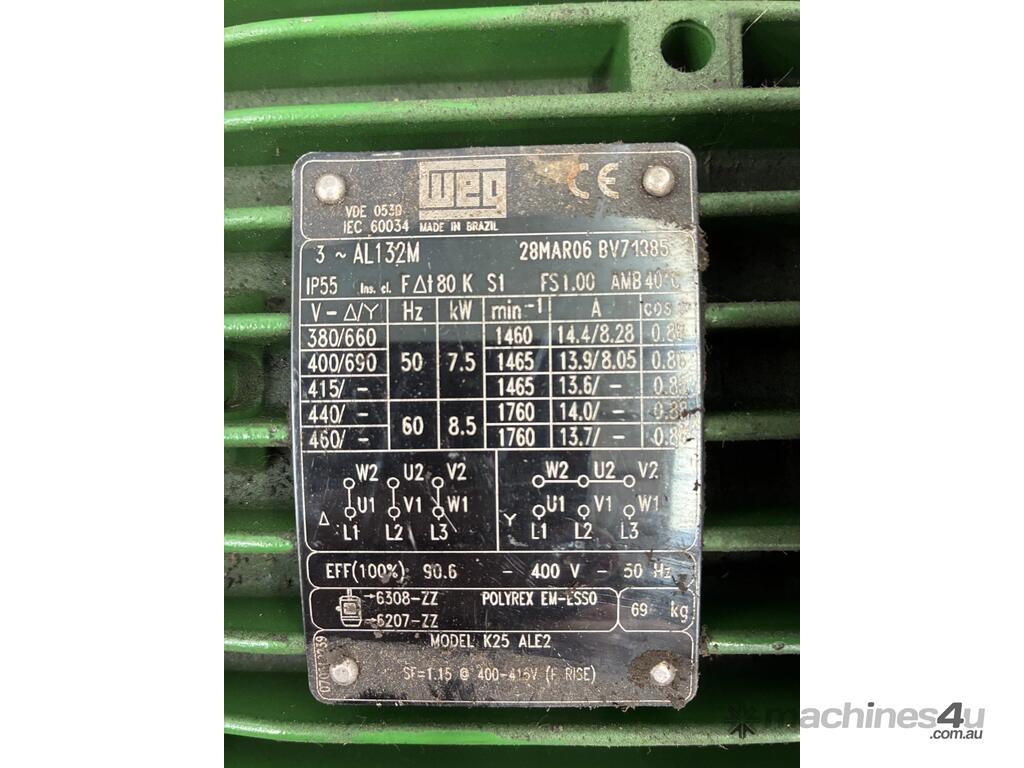 WEG
CE
VDE 0530
IEC 60034 MADE IN BRAZIL
3 ~ AL132M 28MAR06 BV71385
IP55 Ins. cl. F Δt 80 K S1 FS1.00 AMB 40°C
V - Δ/Y Hz kW min-1 A cos
380/660 1460 14.4/8.28
400/690 50 7.5 1465 13.9/8.05 0.86
415/ - 1465 13.6/ -
440/ - 60 8.5 1760 14.0/ -
460/ - 1760 13.7/ -
W2 U2 V2 W2 U2 V2
U1 V1 W1 U1 V1 W1
Δ L1 L2 L3 Y L1 L2 L3
EFF(100%) 90.6 - 400 V - 50 Hz
→6308-ZZ POLYREX EM-ESSO 69 kg
→6207-ZZ
MODEL K25 ALE2
SF=1.15 @ 400-415V (F RISE)
machines4u
.com.au